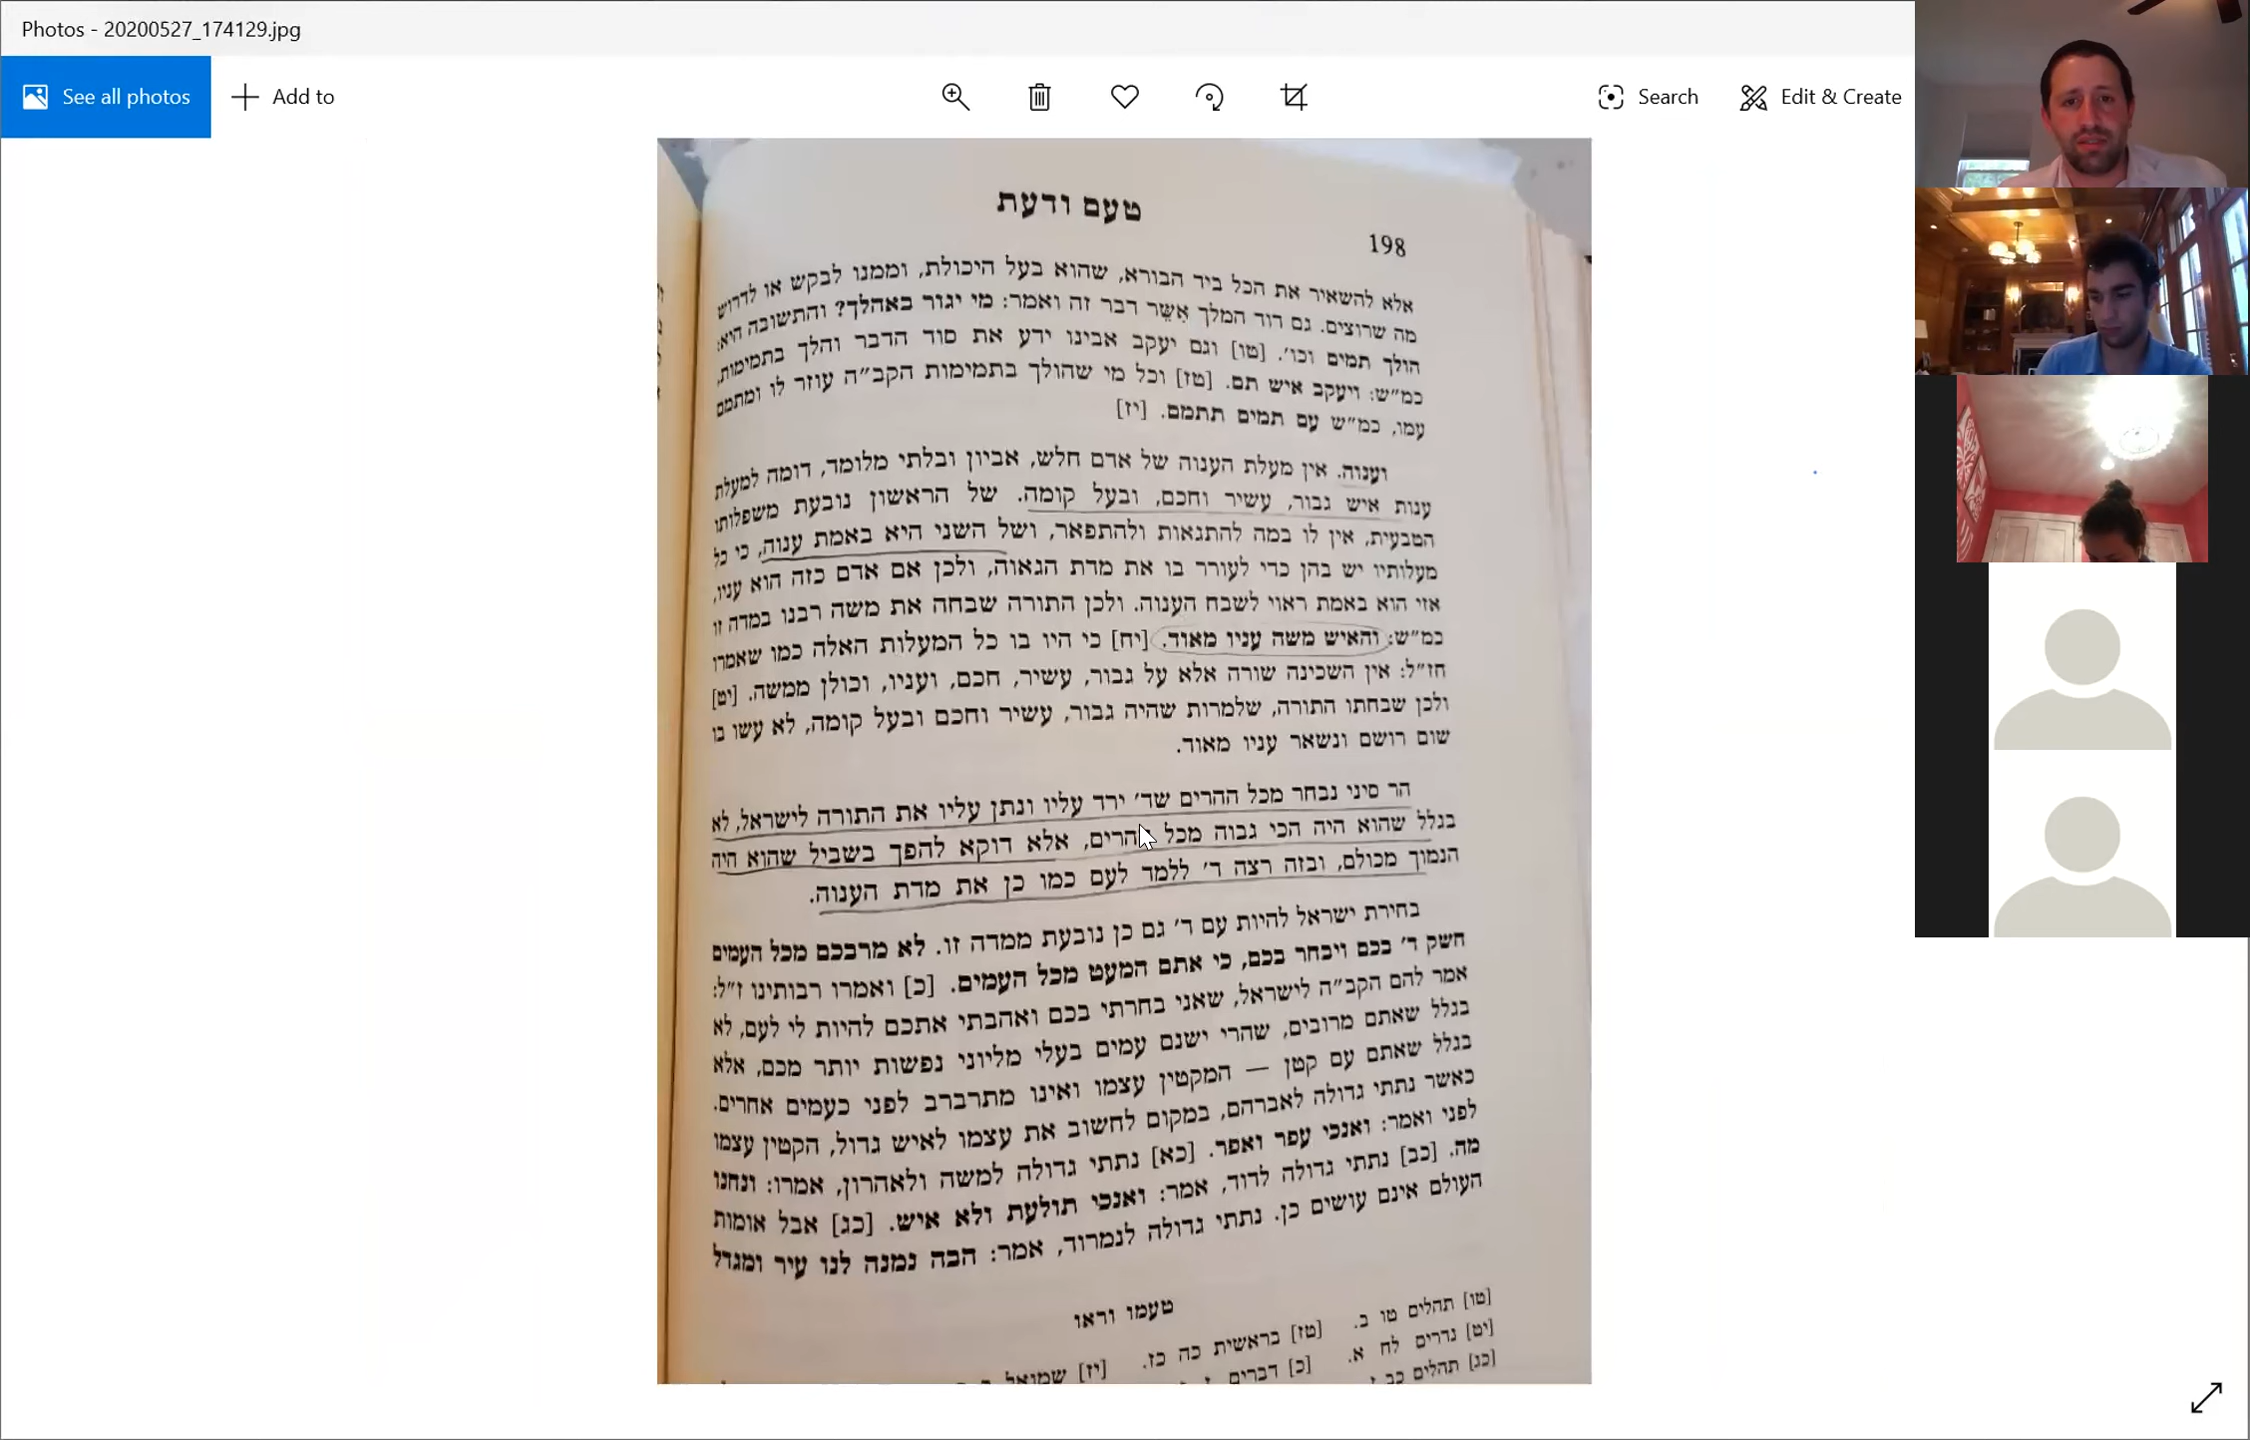 Photos - 20200527_174129.jpg
See all photos
Add to
Search
Edit & Create
טעם ודעת
198
אלא להשאיר את הכל ביד הבורא, שהוא בעל היכולת, וממנו לבקש או לדרוש
מה שרוצים. גם דוד המלך אִשֵּׁר דבר זה ואמר: מי יגור באהלך? והתשובה היא:
הולך תמים וכו׳. [טו] וגם יעקב אבינו ידע את סוד הדבר והלך בתמימות,
כמ״ש: ויעקב איש תם. [טז] וכל מי שהולך בתמימות הקב״ה עוזר לו ומתמם
עמו, כמ״ש עם תמים תתמם. [יז]
וענוה. אין מעלת הענוה של אדם חלש, אביון ובלתי מלומד, דומה למעלת
ענות איש גבור, עשיר וחכם, ובעל קומה. של הראשון נובעת משפלותו
הטבעית, אין לו במה להתגאות ולהתפאר, ושל השני היא באמת ענוה, כי כל
מעלותיו יש בהן כדי לעורר בו את מדת הגאוה, ולכן אם אדם כזה הוא עניו,
אזי הוא באמת ראוי לשבח הענוה. ולכן התורה שבחה את משה רבנו במדה זו
כמ״ש: והאיש משה עניו מאוד. [יח] כי היו בו כל המעלות האלה כמו שאמרו
חז״ל: אין השכינה שורה אלא על גבור, עשיר, חכם, ועניו, וכולן ממשה. [יט]
ולכן שבחתו התורה, שלמרות שהיה גבור, עשיר וחכם ובעל קומה, לא עשו בו
שום רושם ונשאר עניו מאוד.
הר סיני נבחר מכל ההרים שד׳ ירד עליו ונתן עליו את התורה לישראל, לא
בגלל שהוא היה הכי גבוה מכל ההרים, אלא דוקא להפך בשביל שהוא היה
הנמוך מכולם, ובזה רצה ד׳ ללמד לעם כמו כן את מדת הענוה.
בחירת ישראל להיות עם ד׳ גם כן נובעת ממדה זו. לא מרבכם מכל העמים
חשק ד׳ בכם ויבחר בכם, כי אתם המעט מכל העמים. [כ] ואמרו רבותינו ז״ל:
אמר להם הקב״ה לישראל, שאני בחרתי בכם ואהבתי אתכם להיות לי לעם, לא
בגלל שאתם מרובים, שהרי ישנם עמים בעלי מליוני נפשות יותר מכם, אלא
בגלל שאתם עם קטן — המקטין עצמו ואינו מתרברב לפני כעמים אחרים.
כאשר נתתי גדולה לאברהם, במקום לחשוב את עצמו לאיש גדול, הקטין עצמו
לפני ואמר: ואנכי עפר ואפר. [כא] נתתי גדולה למשה ולאהרון, אמרו: ונחנו
מה. [כב] נתתי גדולה לדוד, אמר: ואנכי תולעת ולא איש. [כג] אבל אומות
העולם אינם עושים כן. נתתי גדולה לנמרוד, אמר: הבה נמנה לנו עיר ומגדל
טעמו וראו
[טו] תהלים טו ב. [טז] בראשית כה כז. [יז] שמואל
[יט] נדרים לח א. [כ] דברים ז
[כג] תהלים כב ז